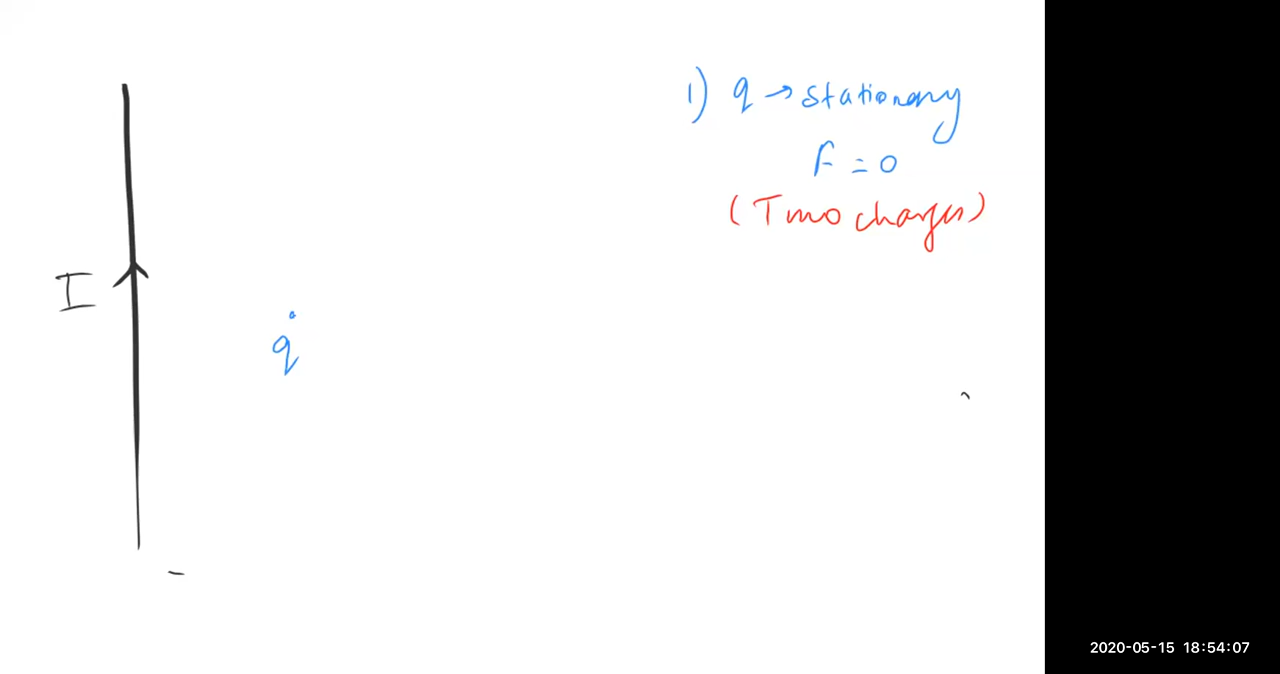 1) q → stationary
F = 0
(Two charges)
I
q
2020-05-15 18:54:07